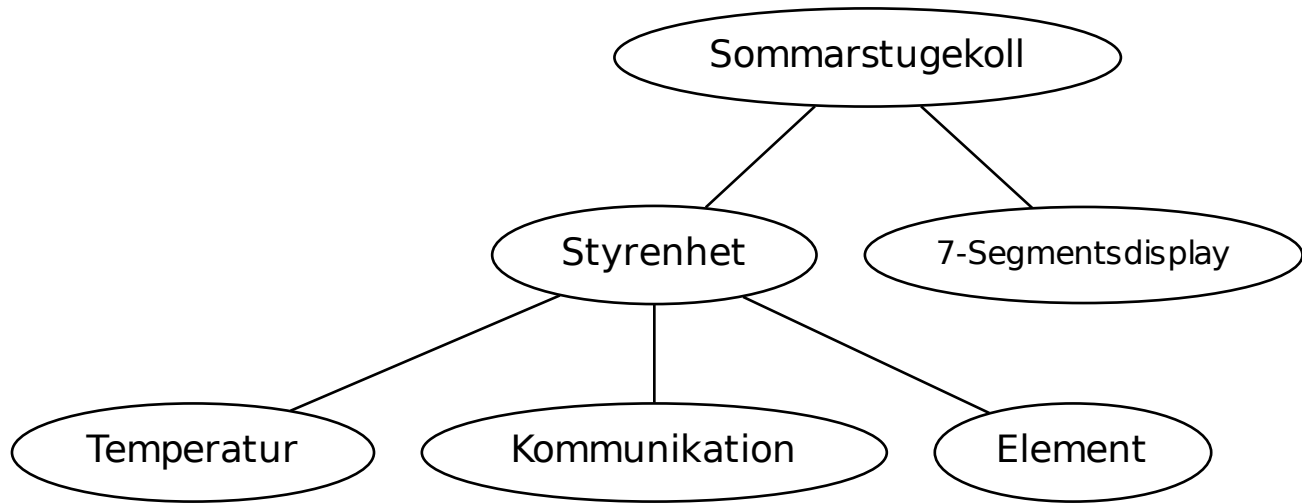 Sommarstugekoll
Styrenhet
7-Segmentsdisplay
Temperatur
Kommunikation
Element